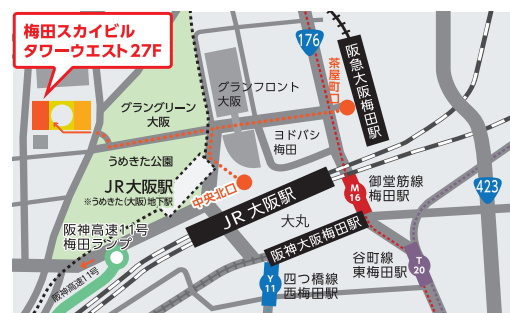 梅田スカイビル
タワーウエスト27F
176
阪急大阪梅田駅
茶屋町口
グランフロント
大阪
グラングリーン
大阪
ヨドバシ
梅田
うめきた公園
JR大阪駅
※うめきた(大阪)地下駅
中央北口
JR大阪駅
M
16
御堂筋線
梅田駅
423
大丸
阪神高速11号
梅田ランプ
阪神大阪梅田駅
谷町線
東梅田駅
T
20
阪神高速11号
Y
11
四つ橋線
西梅田駅